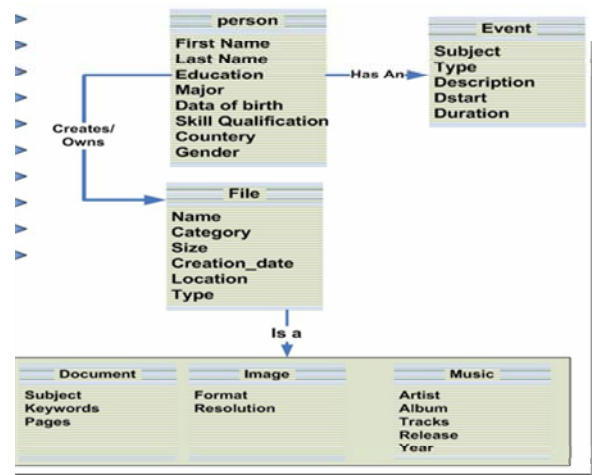 person
First Name
Last Name
Education
Major
Data of birth
Skill Qualification
Countery
Gender
Has An
Event
Subject
Type
Description
Dstart
Duration
Creates/
Owns
File
Name
Category
Size
Creation_date
Location
Type
Is a
Document
Subject
Keywords
Pages
Image
Format
Resolution
Music
Artist
Album
Tracks
Release
Year